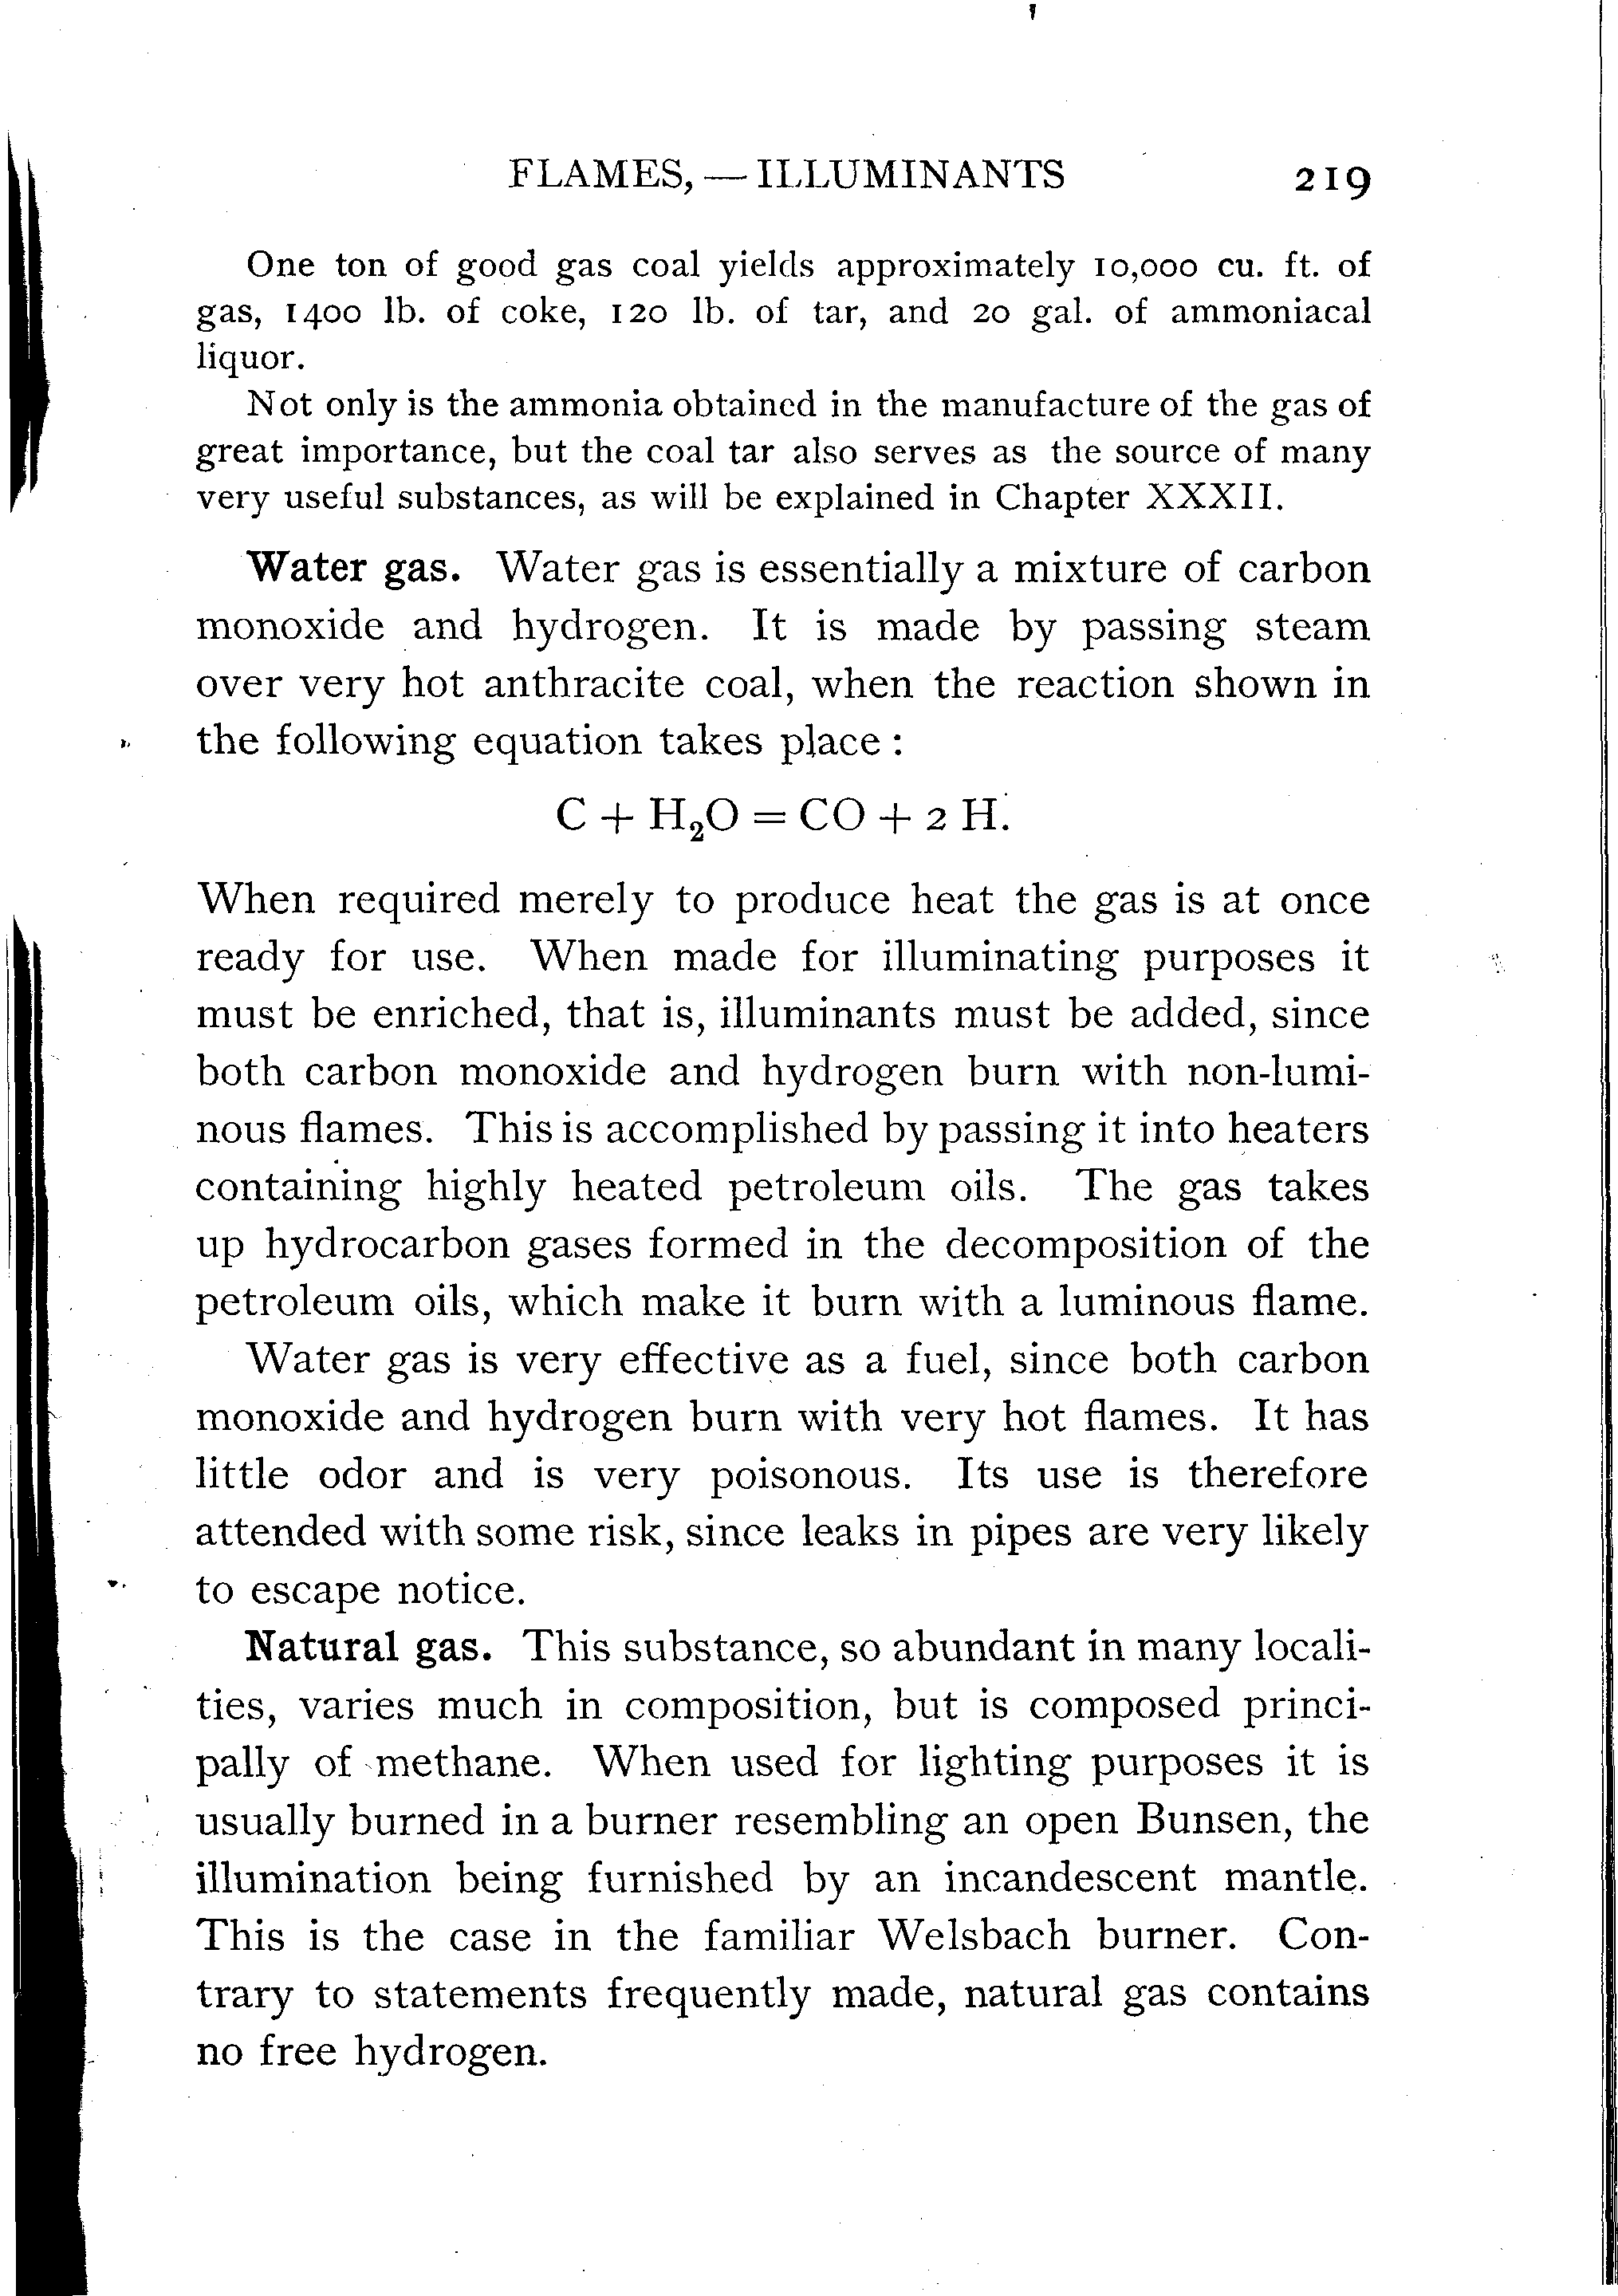 FLAMES, — ILLUMINANTS 219
One ton of good gas coal yields approximately 10,000 cu. ft. of
gas, 1400 lb. of coke, 120 lb. of tar, and 20 gal. of ammoniacal
liquor.
Not only is the ammonia obtained in the manufacture of the gas of
great importance, but the coal tar also serves as the source of many
very useful substances, as will be explained in Chapter XXXII.
Water gas. Water gas is essentially a mixture of carbon
monoxide and hydrogen. It is made by passing steam
over very hot anthracite coal, when the reaction shown in
the following equation takes place :
C + H₂O = CO + 2 H.
When required merely to produce heat the gas is at once
ready for use. When made for illuminating purposes it
must be enriched, that is, illuminants must be added, since
both carbon monoxide and hydrogen burn with non-lumi-
nous flames. This is accomplished by passing it into heaters
containing highly heated petroleum oils. The gas takes
up hydrocarbon gases formed in the decomposition of the
petroleum oils, which make it burn with a luminous flame.
Water gas is very effective as a fuel, since both carbon
monoxide and hydrogen burn with very hot flames. It has
little odor and is very poisonous. Its use is therefore
attended with some risk, since leaks in pipes are very likely
to escape notice.
Natural gas. This substance, so abundant in many locali-
ties, varies much in composition, but is composed princi-
pally of methane. When used for lighting purposes it is
usually burned in a burner resembling an open Bunsen, the
illumination being furnished by an incandescent mantle.
This is the case in the familiar Welsbach burner. Con-
trary to statements frequently made, natural gas contains
no free hydrogen.